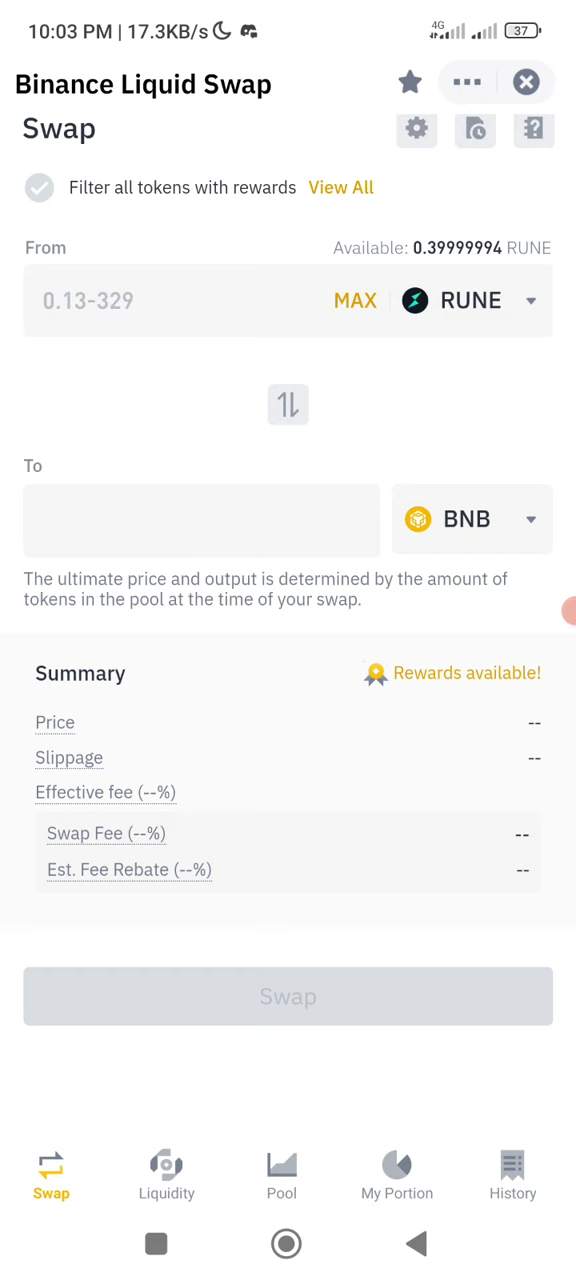 10:03 PM | 17.3KB/s 4G 37
Binance Liquid Swap
Swap
Filter all tokens with rewards View All
From Available: 0.39999994 RUNE
0.13-329 MAX RUNE
To
BNB
The ultimate price and output is determined by the amount of
tokens in the pool at the time of your swap.
Summary Rewards available!
Price --
Slippage --
Effective fee (--%)
Swap Fee (--%) --
Est. Fee Rebate (--%) --
Swap
Swap Liquidity Pool My Portion History